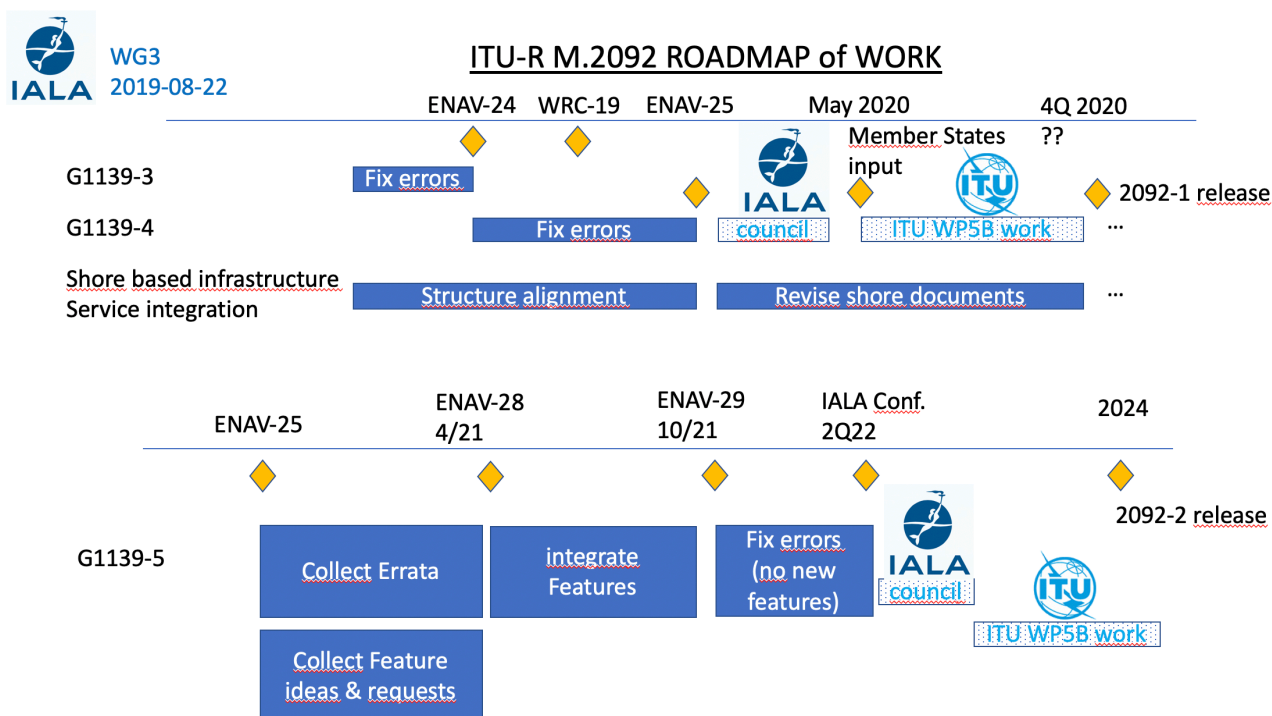 IALA
WG3
2019-08-22
ITU-R M.2092 ROADMAP of WORK
ENAV-24
WRC-19
ENAV-25
May 2020
4Q 2020
Member States
input
??
G1139-3
Fix errors
IALA
ITU
2092-1 release
G1139-4
Fix errors
council
ITU WP5B work
...
Shore based infrastructure
Service integration
Structure alignment
Revise shore documents
...
ENAV-25
ENAV-28
4/21
ENAV-29
10/21
IALA Conf.
2Q22
2024
2092-2 release
G1139-5
Collect Errata
integrate
Features
Fix errors
(no new
features)
IALA
council
ITU
ITU WP5B work
Collect Feature
ideas & requests